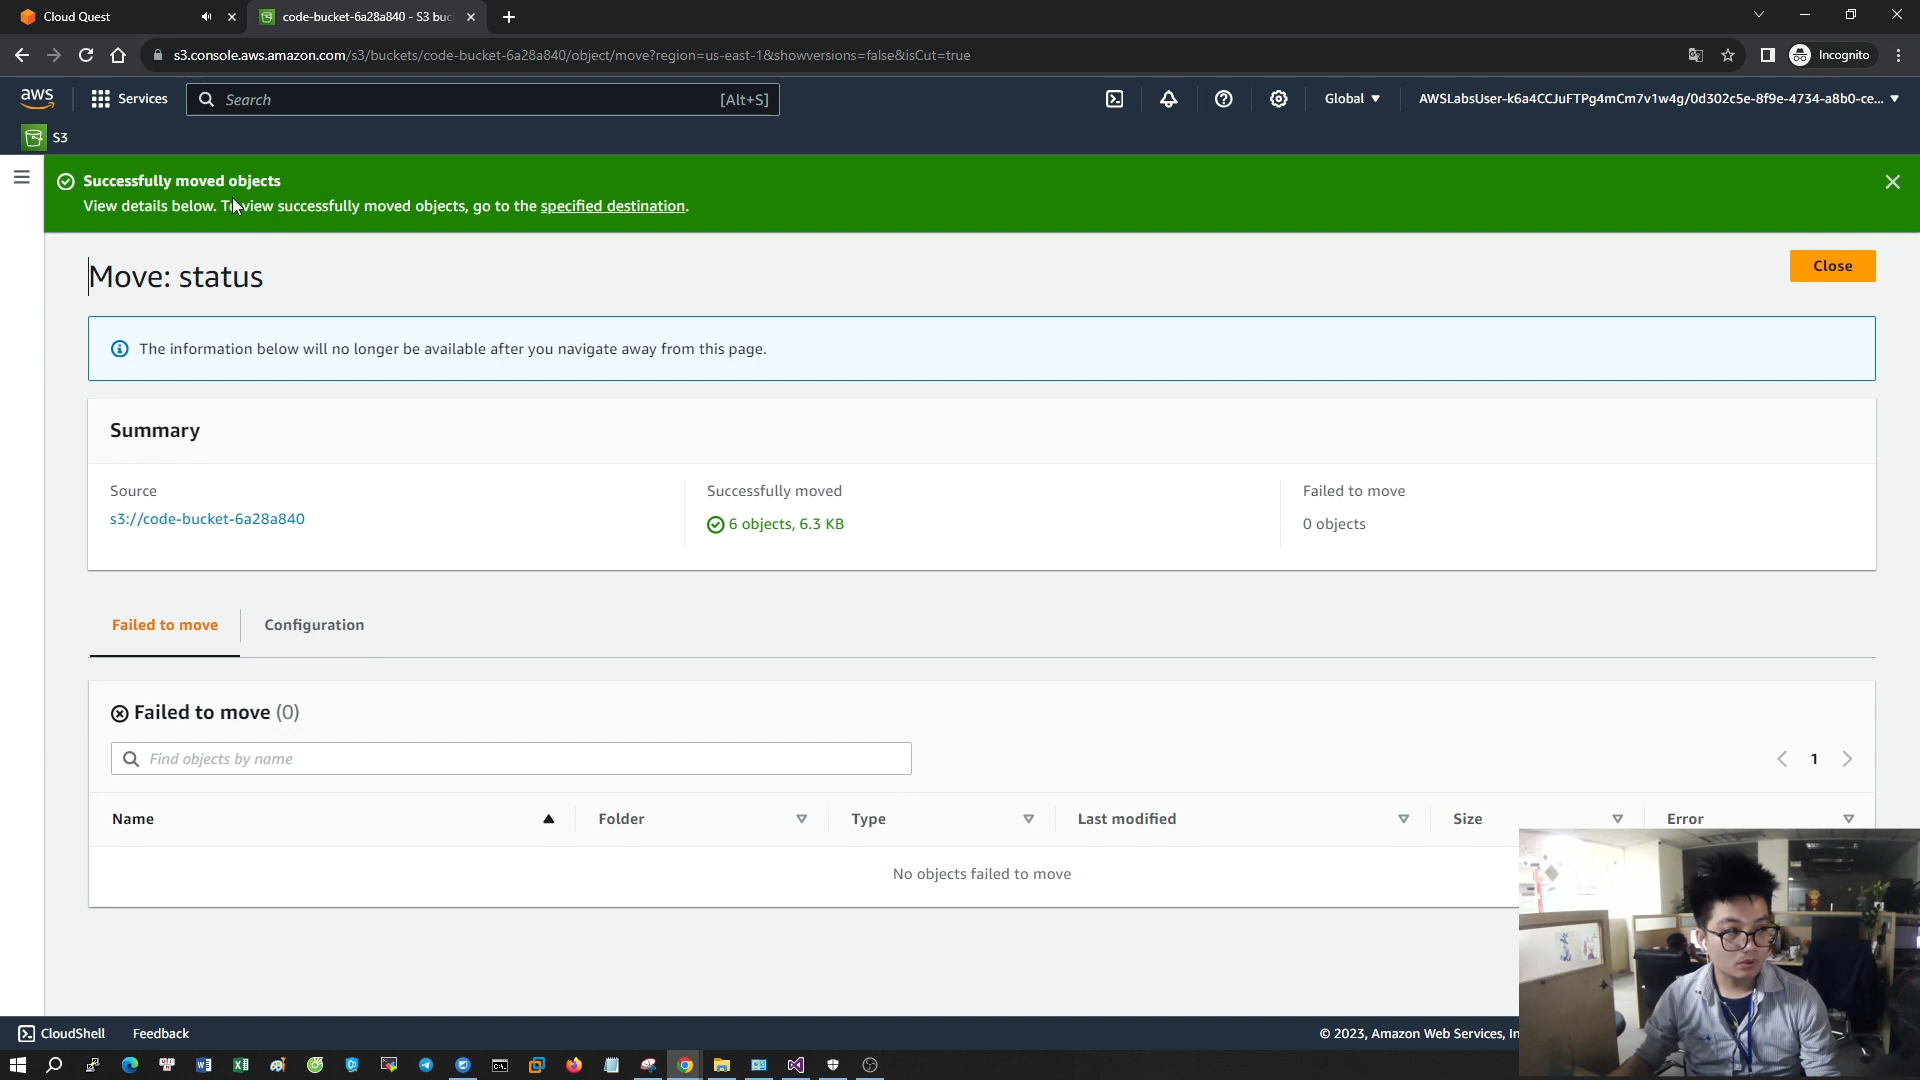 Cloud Quest
code-bucket-6a28a840 - S3 buc
s3.console.aws.amazon.com/s3/buckets/code-bucket-6a28a840/object/move?region=us-east-1&showversions=false&isCut=true
Incognito
aws
Services
Search
[Alt+S]
Global
AWSLabsUser-k6a4CCJuFTPg4mCm7v1w4g/0d302c5e-8f9e-4734-a8b0-ce...
S3
Successfully moved objects
View details below. To view successfully moved objects, go to the specified destination.
Move: status
Close
The information below will no longer be available after you navigate away from this page.
Summary
Source
s3://code-bucket-6a28a840
Successfully moved
6 objects, 6.3 KB
Failed to move
0 objects
Failed to move
Configuration
Failed to move (0)
Find objects by name
1
Name
Folder
Type
Last modified
Size
Error
No objects failed to move
CloudShell
Feedback
© 2023, Amazon Web Services, In